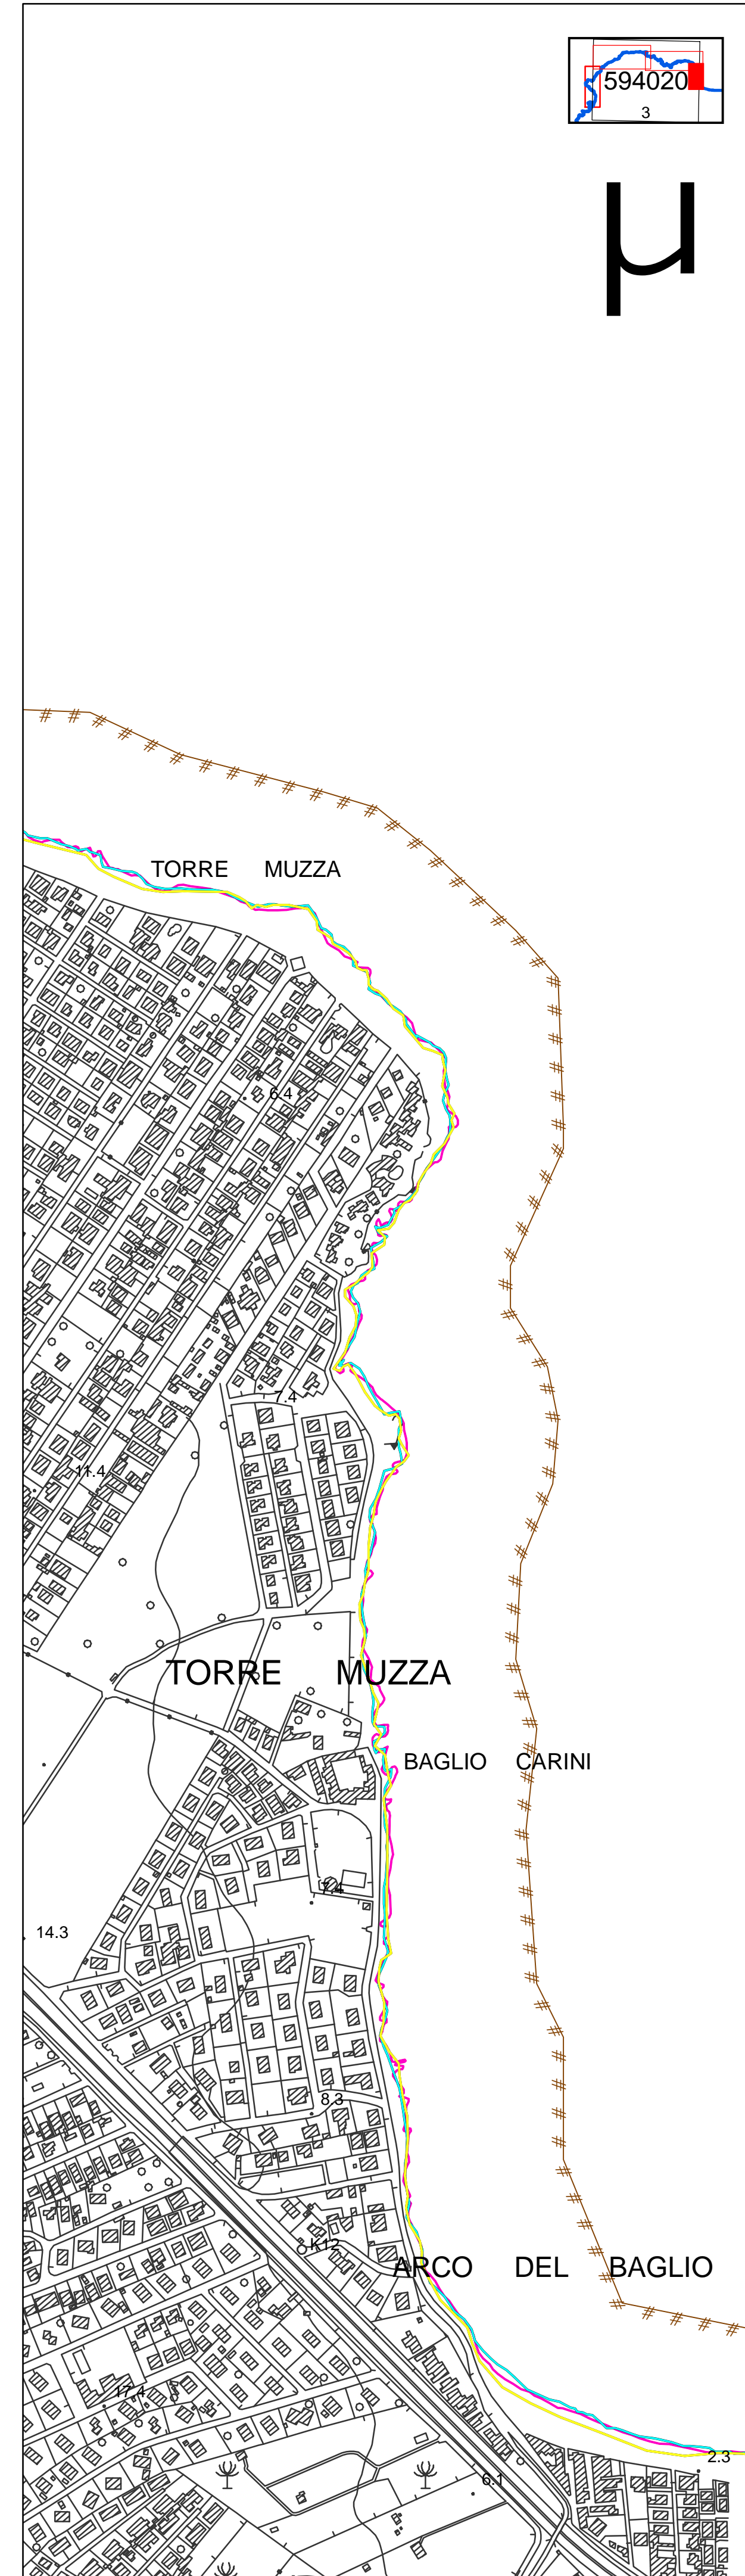 594020
3
µ
TORRE MUZZA
6.4
7.4
11.4
TORRE MUZZA
BAGLIO CARINI
7.4
14.3
8.3
K12
ARCO DEL BAGLIO
17.4
2.3
6.1